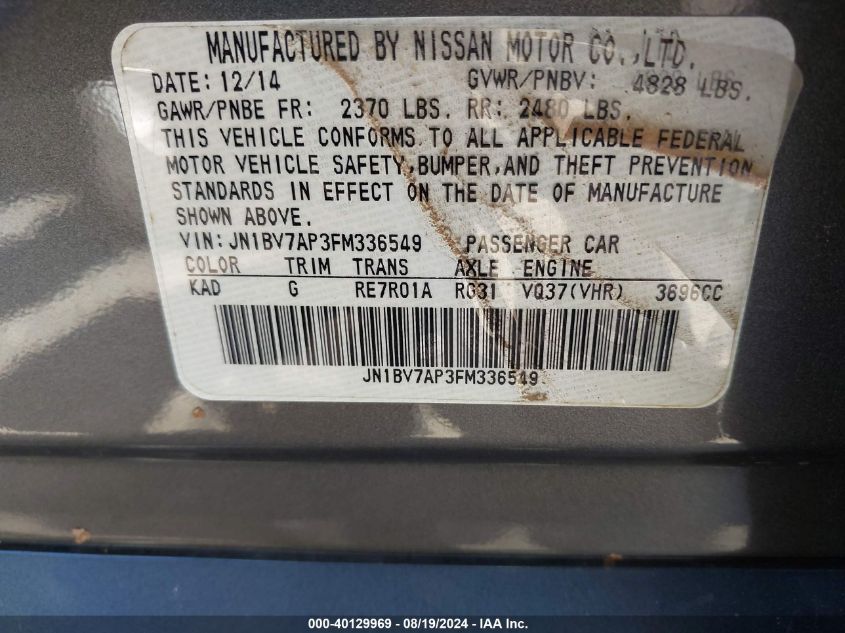 MANUFACTURED BY NISSAN MOTOR CO.,LTD.
DATE: 12/14 GVWR/PNBV: 4828 LBS.
GAWR/PNBE FR: 2370 LBS. RR: 2480 LBS.
THIS VEHICLE CONFORMS TO ALL APPLICABLE FEDERAL
MOTOR VEHICLE SAFETY,BUMPER,AND THEFT PREVENTION
STANDARDS IN EFFECT ON THE DATE OF MANUFACTURE
SHOWN ABOVE.
VIN:JN1BV7AP3FM336549 PASSENGER CAR
COLOR TRIM TRANS AXLE ENGINE
KAD G RE7R01A RG31 VQ37(VHR) 3696CC
JN1BV7AP3FM336549
000-40129969 | 08/19/2024 - IAA Inc.